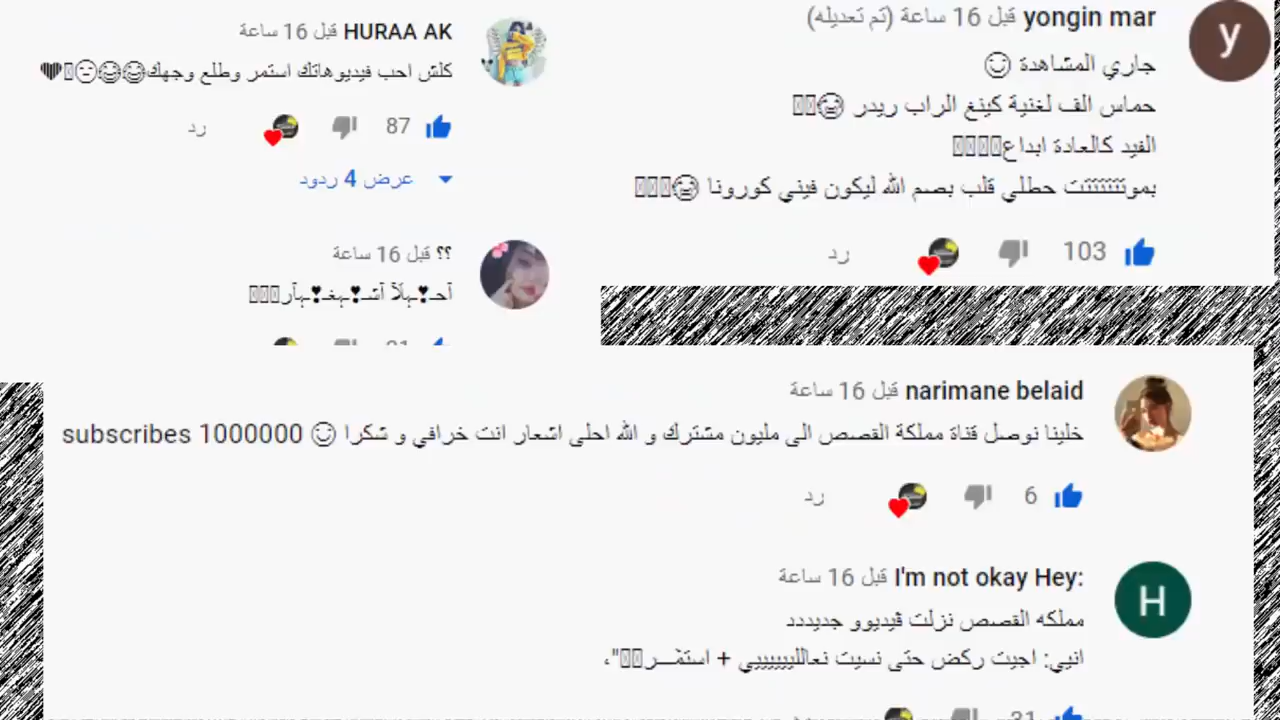 HURAA AK قبل 16 ساعة
كلش احب فيديوهاتك استمر وطلع وجهك
87
رد
عرض 4 ردود
؟؟ قبل 16 ساعة
yongin mar قبل 16 ساعة (تم تعديله)
جاري المشاهدة
حماس الف لغنية كينغ الراب ريدر
الفيد كالعادة ابداع
بموتتتتتتت حطلي قلب بصم الله ليكون فيني كورونا
103
رد
narimane belaid قبل 16 ساعة
خلينا نوصل قناة مملكة القصص الى مليون مشترك و الله احلى اشعار انت خرافي و شكرا ☺ subscribes 1000000
6
رد
I'm not okay Hey: قبل 16 ساعة
مملكه القصص نزلت فيديوو جديددد
انيي: اجيت ركض حتى نسيت نعالليييييي + استمـر"،